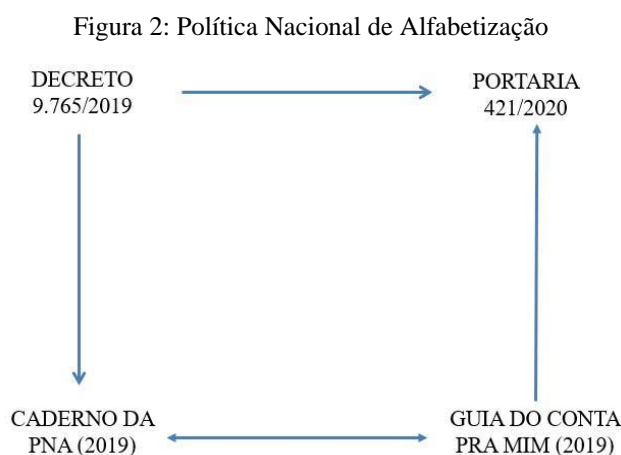 Figura 2: Política Nacional de Alfabetização
DECRETO
9.765/2019
PORTARIA
421/2020
CADERNO DA
PNA (2019)
GUIA DO CONTA
PRA MIM (2019)